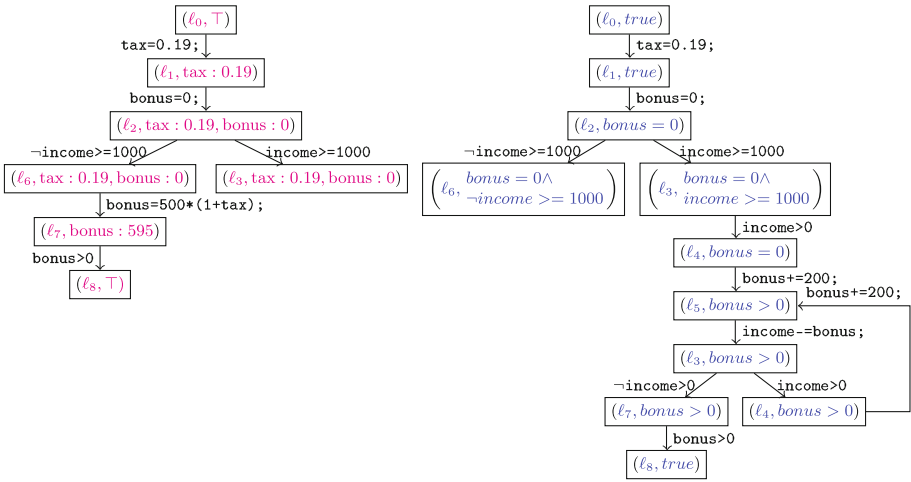 (ℓ₀, ⊤)
tax=0.19;
(ℓ₁, tax : 0.19)
bonus=0;
(ℓ₂, tax : 0.19, bonus : 0)
¬income>=1000
income>=1000
(ℓ₆, tax : 0.19, bonus : 0)
(ℓ₃, tax : 0.19, bonus : 0)
bonus=500*(1+tax);
(ℓ₇, bonus : 595)
bonus>0
(ℓ₈, ⊤)
(ℓ₀, true)
tax=0.19;
(ℓ₁, true)
bonus=0;
(ℓ₂, bonus = 0)
¬income>=1000
income>=1000
(ℓ₆, bonus = 0∧
¬income >= 1000)
(ℓ₃, bonus = 0∧
income >= 1000)
income>0
(ℓ₄, bonus = 0)
bonus+=200;
bonus+=200;
(ℓ₅, bonus > 0)
income-=bonus;
(ℓ₃, bonus > 0)
¬income>0
income>0
(ℓ₇, bonus > 0)
(ℓ₄, bonus > 0)
bonus>0
(ℓ₈, true)